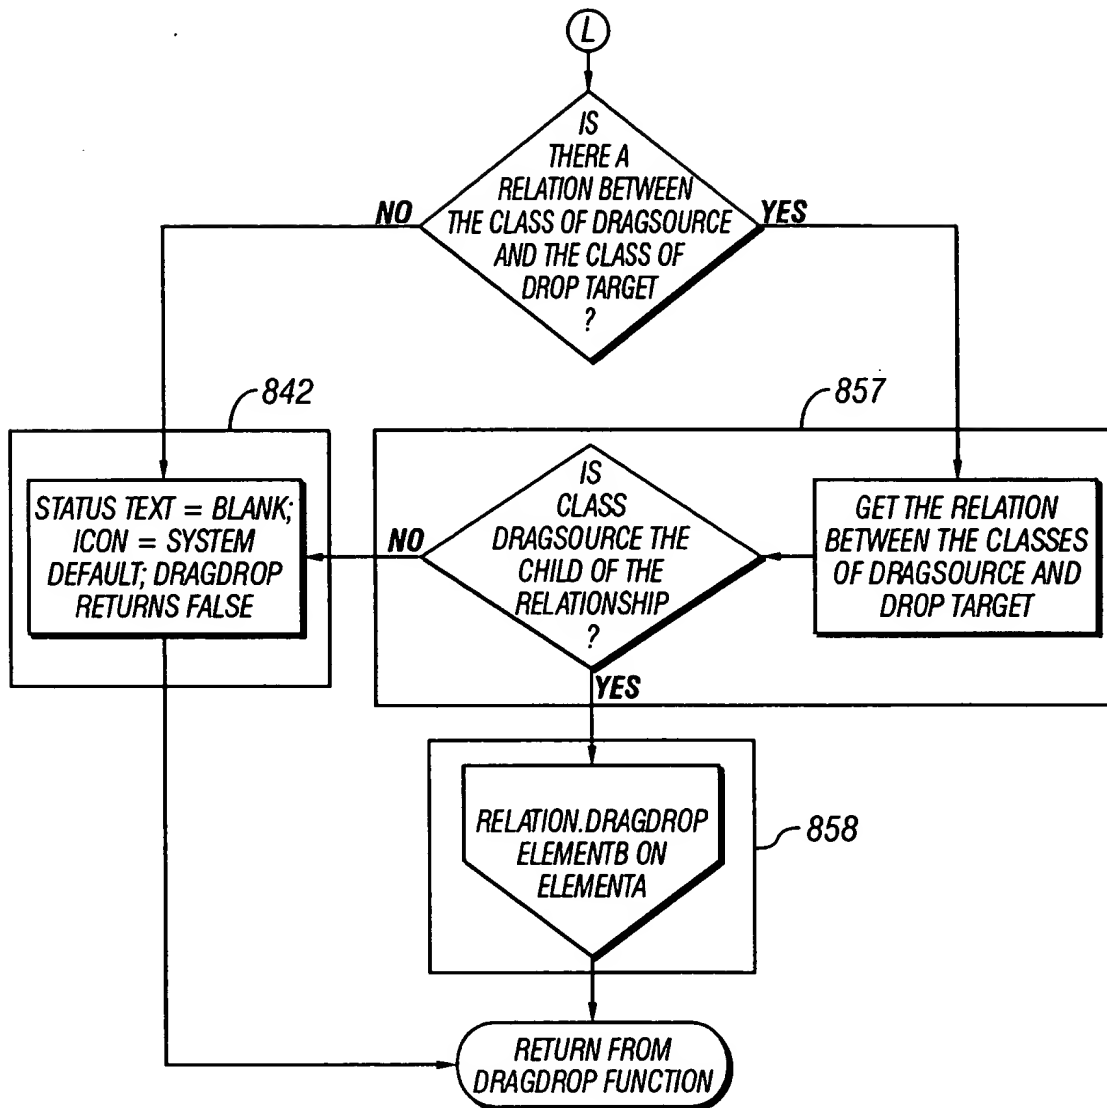 L
IS
THERE A
RELATION BETWEEN
THE CLASS OF DRAGSOURCE
AND THE CLASS OF
DROP TARGET
?
NO
YES
842
857
STATUS TEXT = BLANK;
ICON = SYSTEM
DEFAULT; DRAGDROP
RETURNS FALSE
NO
IS
CLASS
DRAGSOURCE THE
CHILD OF THE
RELATIONSHIP
?
GET THE RELATION
BETWEEN THE CLASSES
OF DRAGSOURCE AND
DROP TARGET
YES
RELATION.DRAGDROP
ELEMENTB ON
ELEMENTA
858
RETURN FROM
DRAGDROP FUNCTION